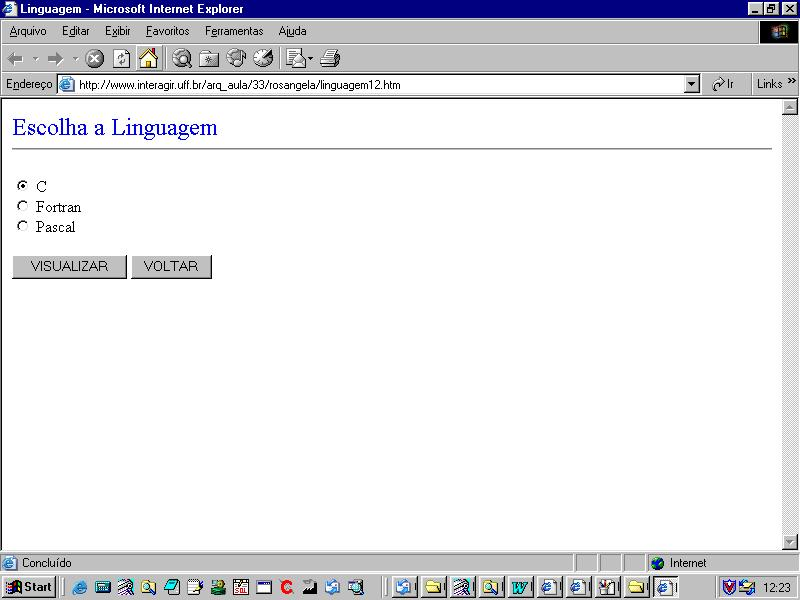 Linguagem - Microsoft Internet Explorer
Arquivo Editar Exibir Favoritos Ferramentas Ajuda
Endereço http://www.interagir.uff.br/arq_aula/33/rosangela/linguagem12.htm Ir Links »
Escolha a Linguagem
C
Fortran
Pascal
VISUALIZAR VOLTAR
Concluído Internet
Start 12:23